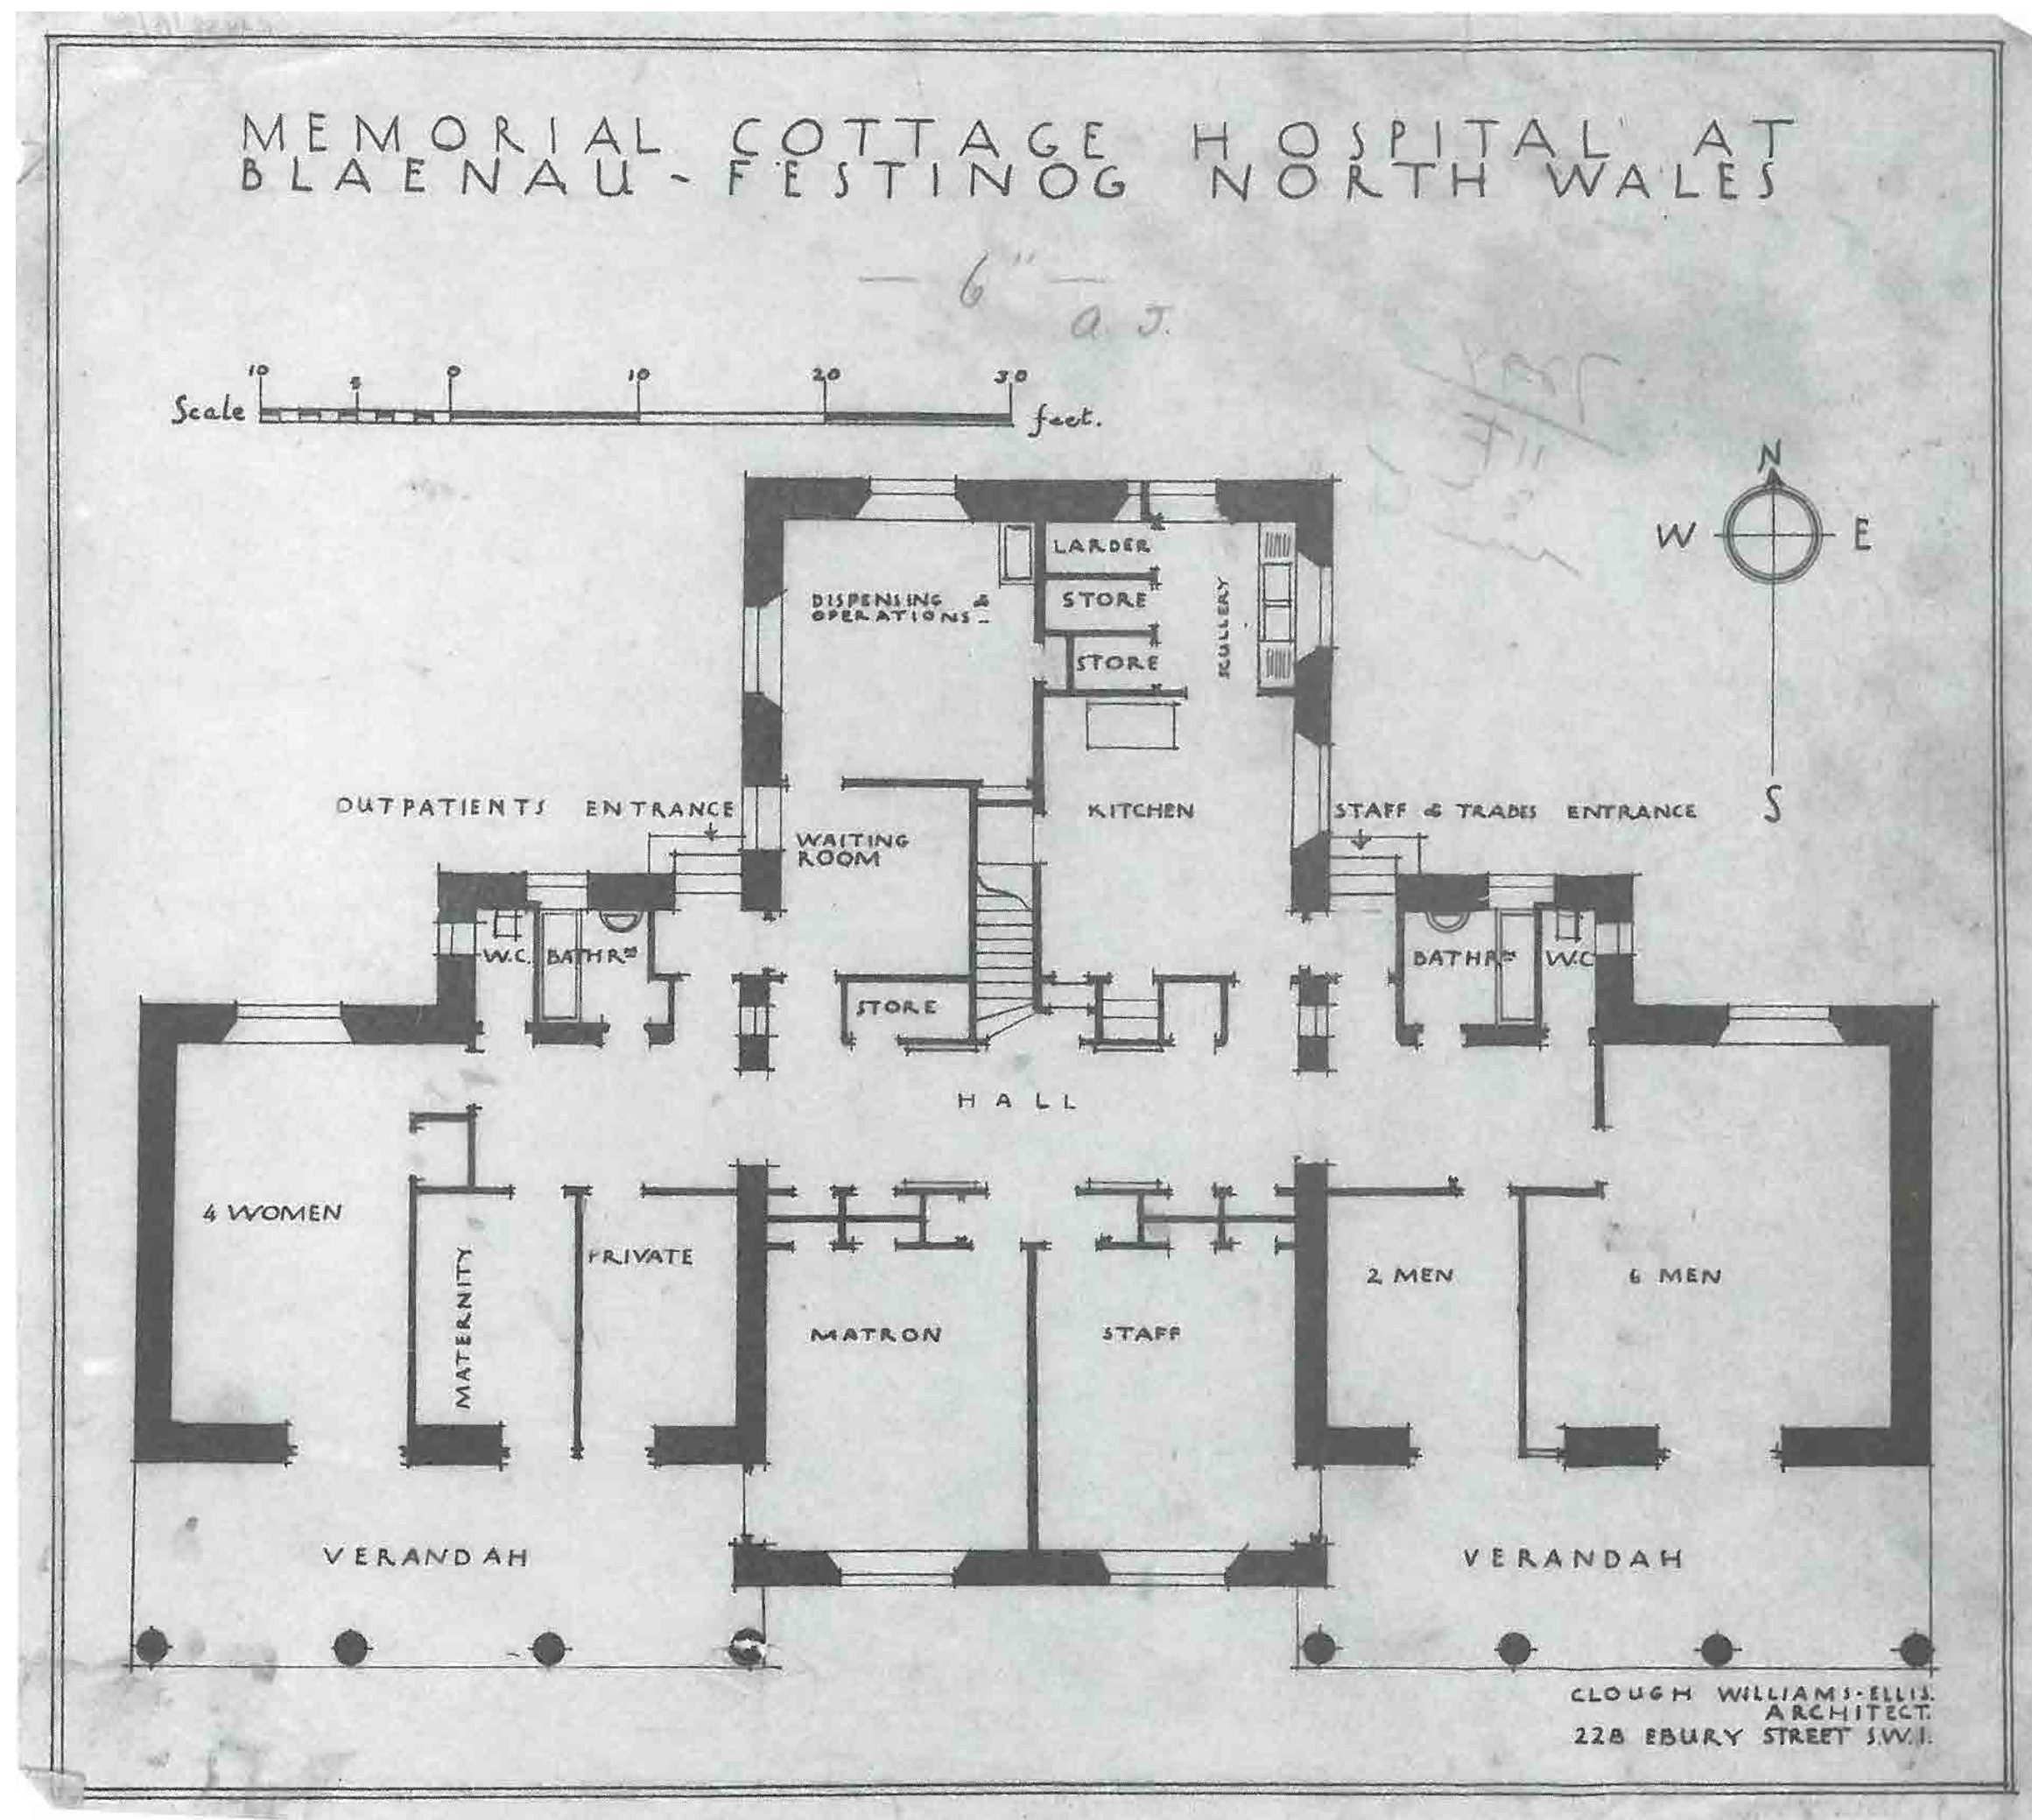 MEMORIAL COTTAGE HOSPITAL AT
BLAENAU-FESTINOG NORTH WALES
— 6" —
a. J.
10 5 0 10 20 30
Scale feet.
N
W E
S
LARDER
DISPENSING &
OPERATIONS
STORE
STORE
SCULLERY
OUTPATIENTS ENTRANCE
KITCHEN
STAFF & TRADES ENTRANCE
WAITING
ROOM
W.C. BATHRM
BATHRM W.C
STORE
HALL
4 WOMEN
MATERNITY
PRIVATE
2 MEN
6 MEN
MATRON
STAFF
VERANDAH
VERANDAH
CLOUGH WILLIAMS-ELLIS.
ARCHITECT.
22B EBURY STREET S.W.1.